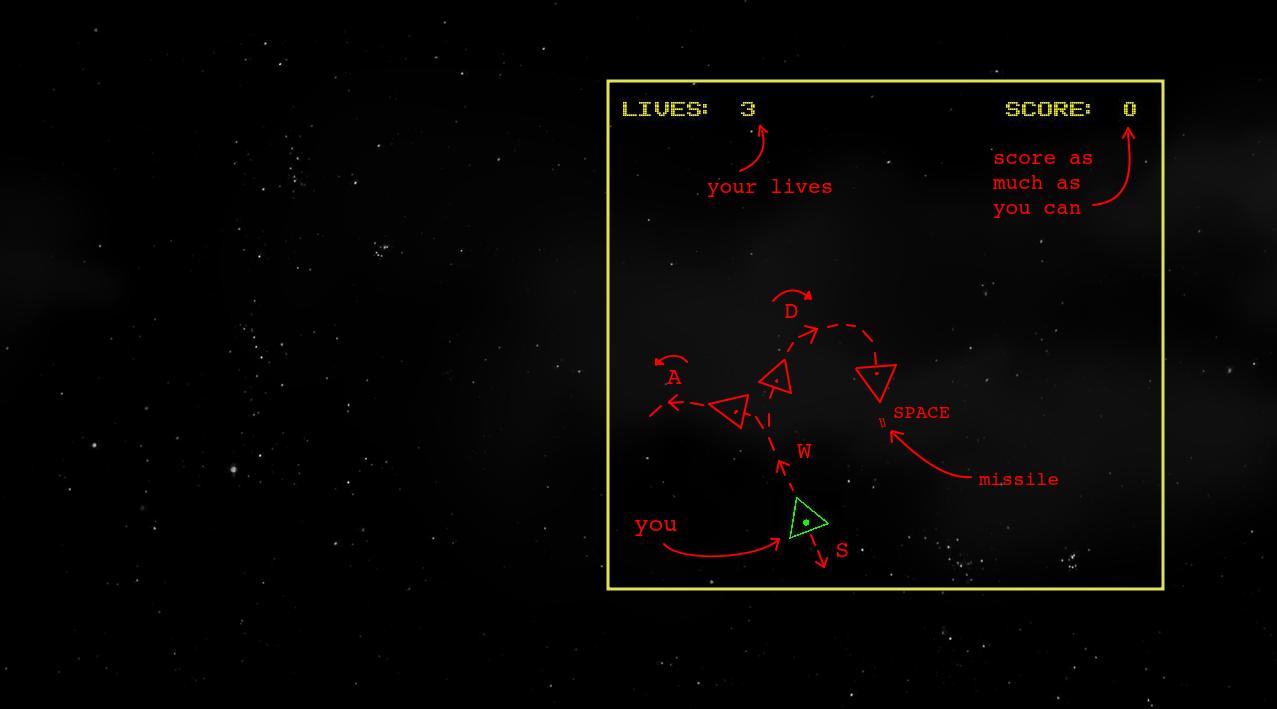 LIVES: 3
SCORE: 0
your lives
score as
much as
you can
D
A
SPACE
W
missile
you
S